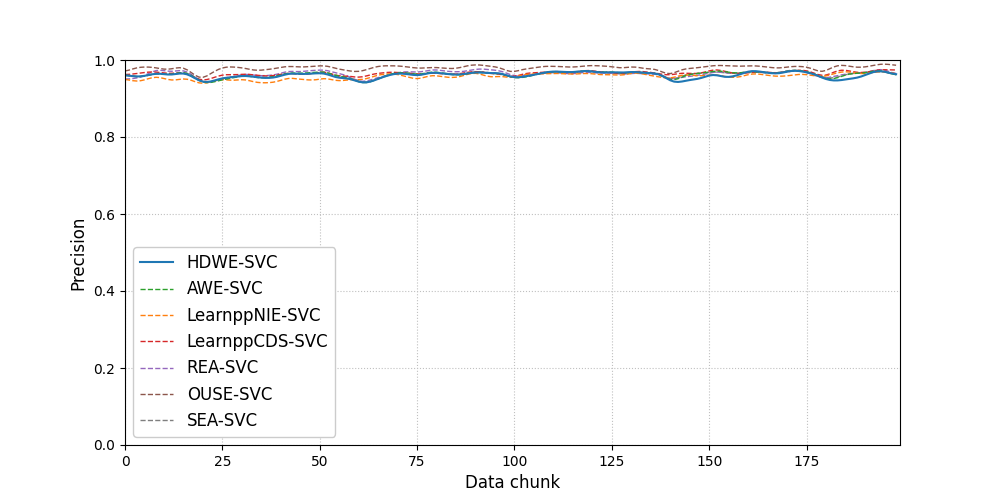 1.0
0.8
0.6
0.4
0.2
0.0
Precision
HDWE-SVC
AWE-SVC
LearnppNIE-SVC
LearnppCDS-SVC
REA-SVC
OUSE-SVC
SEA-SVC
0 25 50 75 100 125 150 175
Data chunk